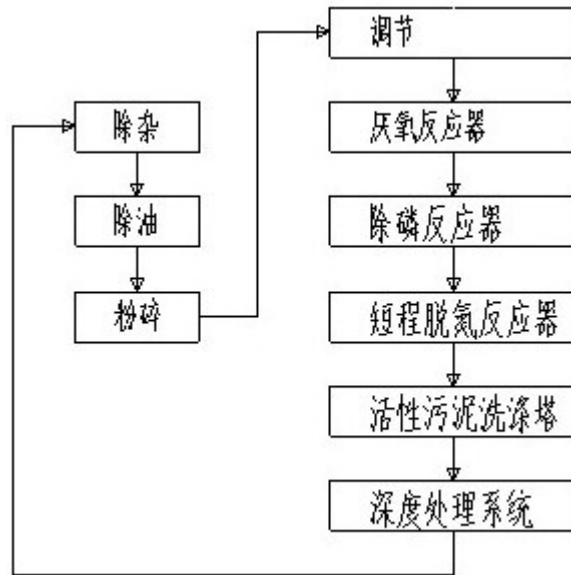 除杂
除油
粉碎
调节
厌氧反应器
除磷反应器
短程脱氮反应器
活性污泥洗涤塔
深度处理系统